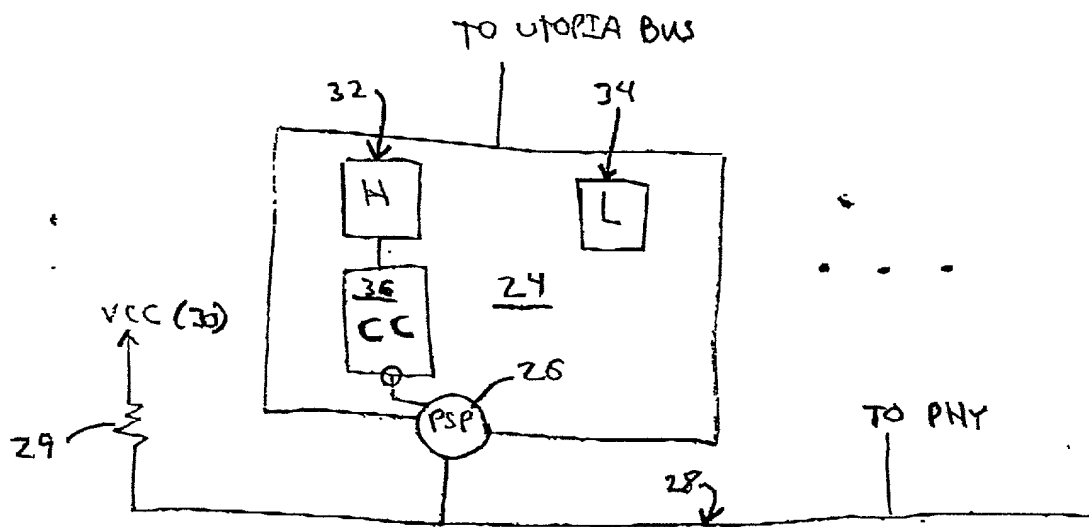 TO UTOPIA BUS
32
34
H
L
36
CC
24
VCC (30)
26
PSP
29
TO PHY
28